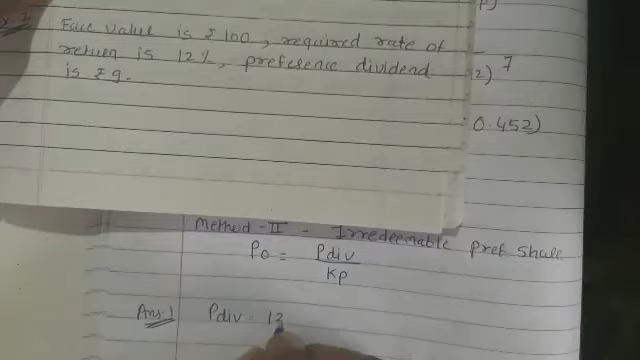 Face value is ₹ 100, required rate of
return is 12%, preference dividend
is ₹ 9.
2) 7
0.452)
Method-II - Irredeemable pref share
P0 = Pdiv / Kp
Ans-1 Pdiv = 12